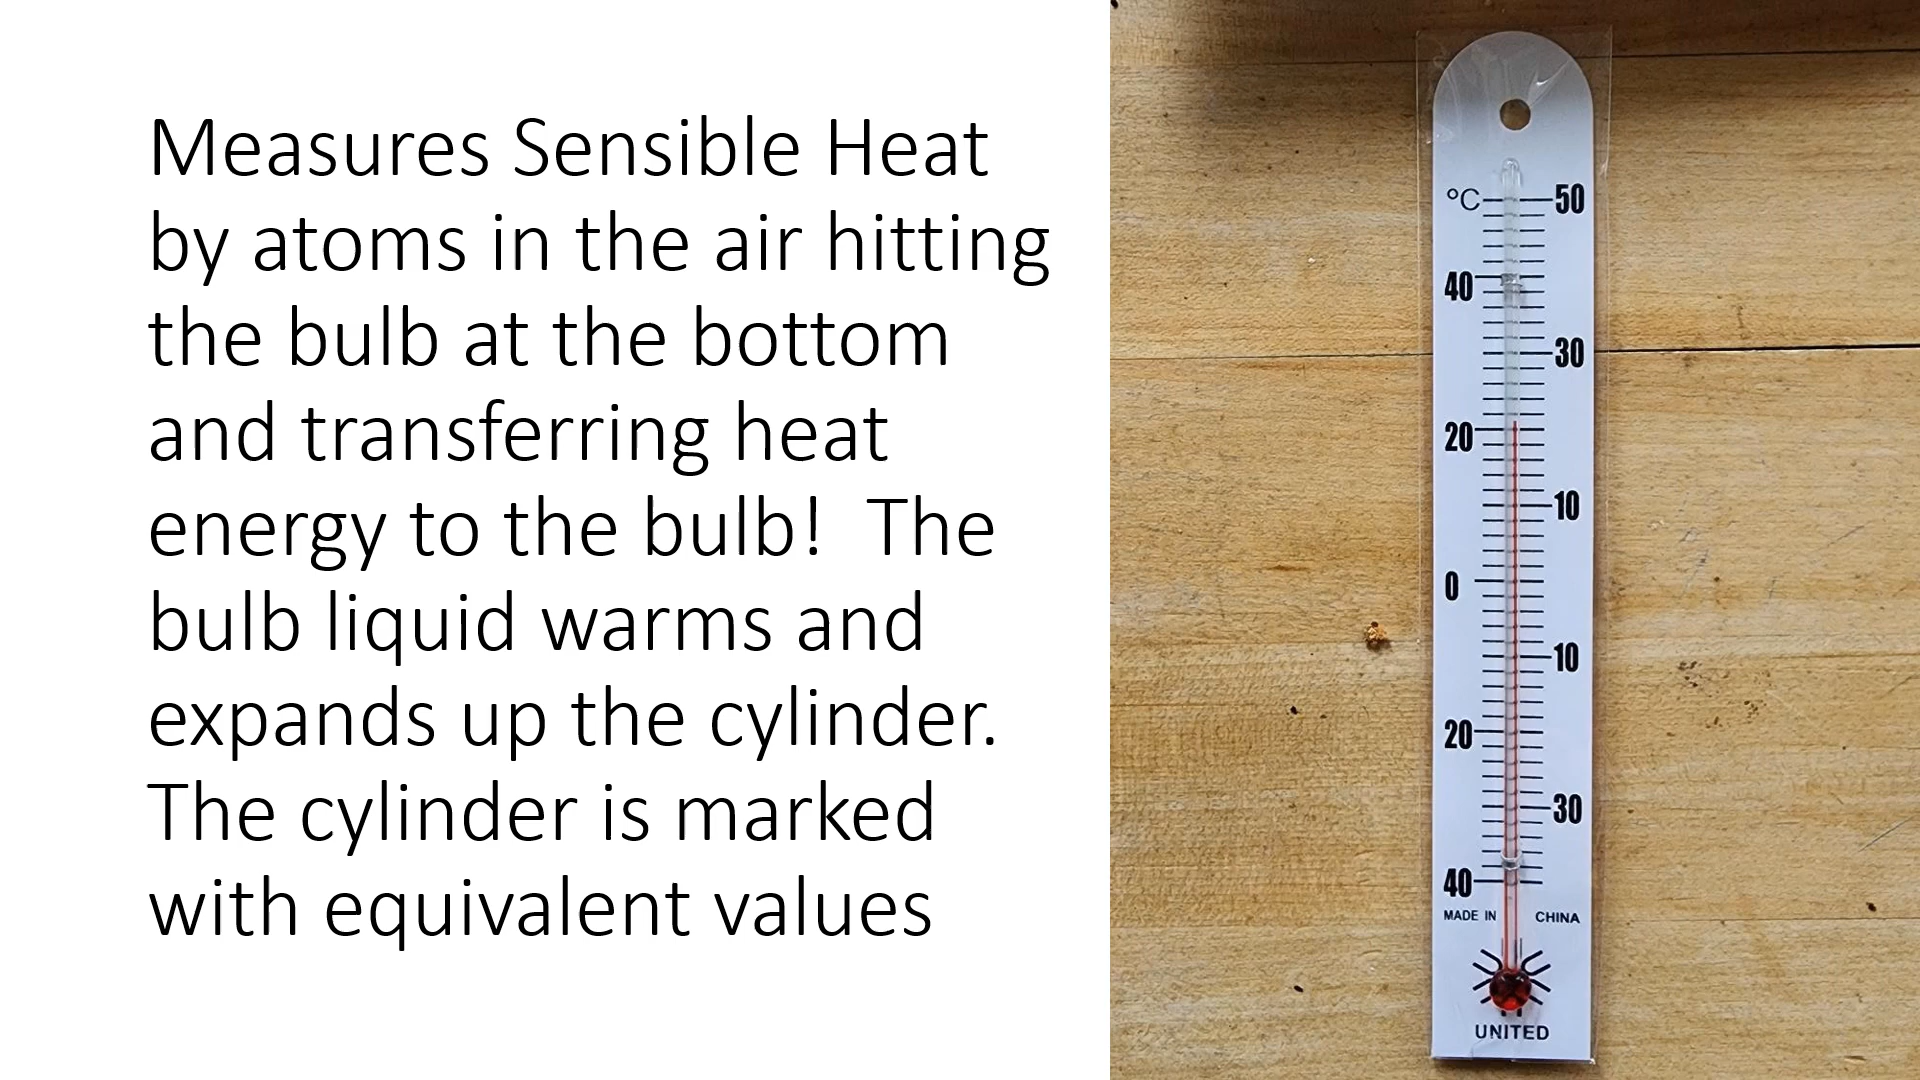 Measures Sensible Heat
by atoms in the air hitting
the bulb at the bottom
and transferring heat
energy to the bulb!  The
bulb liquid warms and
expands up the cylinder.
The cylinder is marked
with equivalent values
°C 50
40
30
20
10
0
10
20
30
40
MADE IN CHINA
UNITED